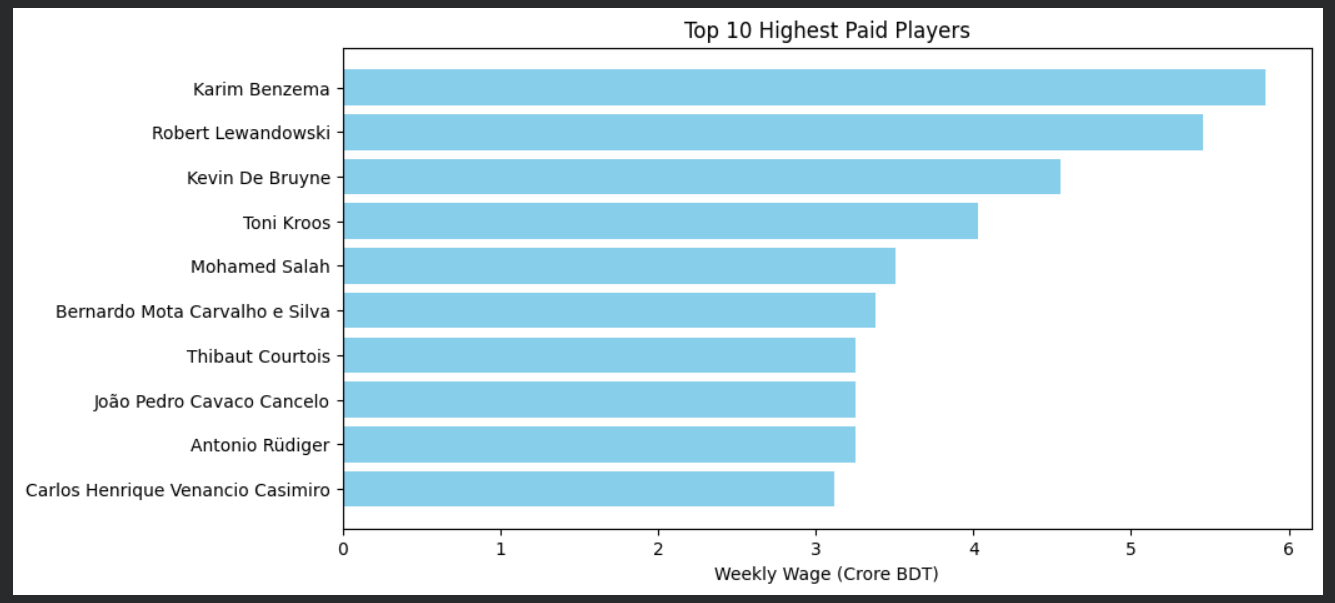 Top 10 Highest Paid Players
Karim Benzema
Robert Lewandowski
Kevin De Bruyne
Toni Kroos
Mohamed Salah
Bernardo Mota Carvalho e Silva
Thibaut Courtois
João Pedro Cavaco Cancelo
Antonio Rüdiger
Carlos Henrique Venancio Casimiro
0 1 2 3 4 5 6
Weekly Wage (Crore BDT)